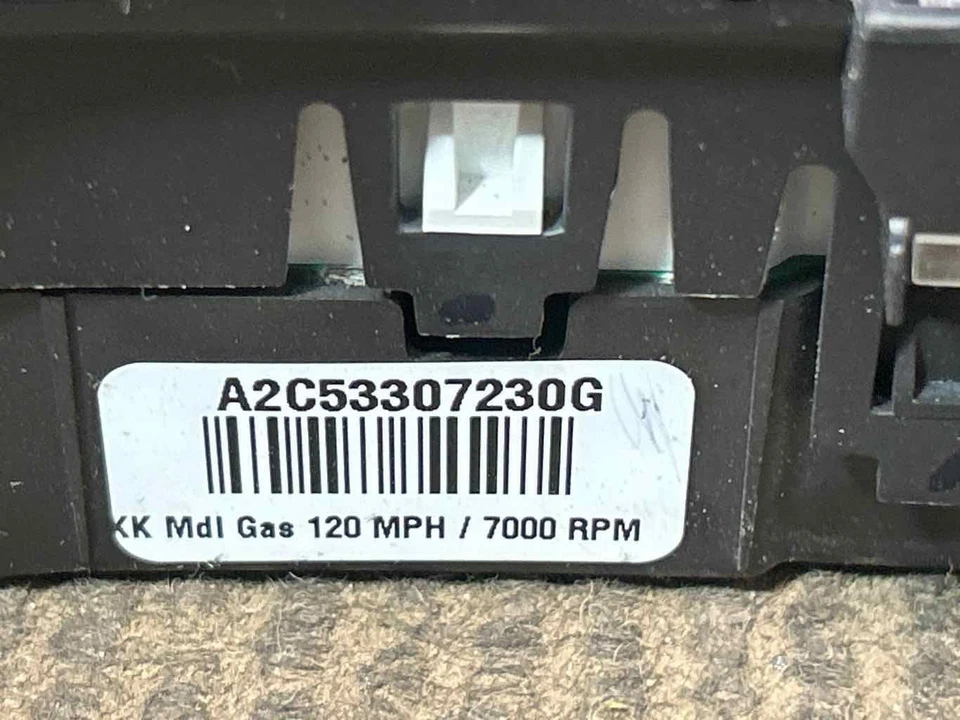 A2C53307230G
KK Mdl Gas 120 MPH / 7000 RPM